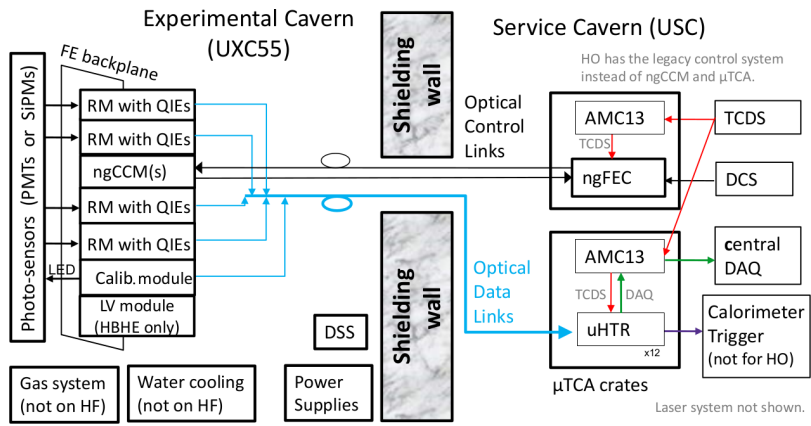 Experimental Cavern
(UXC55)
Service Cavern (USC)
HO has the legacy control system
instead of ngCCM and µTCA.
FE backplane
Photo-sensors (PMTs or SiPMs)
RM with QIEs
RM with QIEs
ngCCM(s)
RM with QIEs
RM with QIEs
Calib.module
LV module
(HBHE only)
LED
Shielding
wall
Shielding
wall
Optical
Control
Links
AMC13
TCDS
ngFEC
TCDS
DCS
Optical
Data
Links
AMC13
TCDS
DAQ
uHTR
x12
µTCA crates
central
DAQ
Calorimeter
Trigger
(not for HO)
DSS
Gas system
(not on HF)
Water cooling
(not on HF)
Power
Supplies
Laser system not shown.